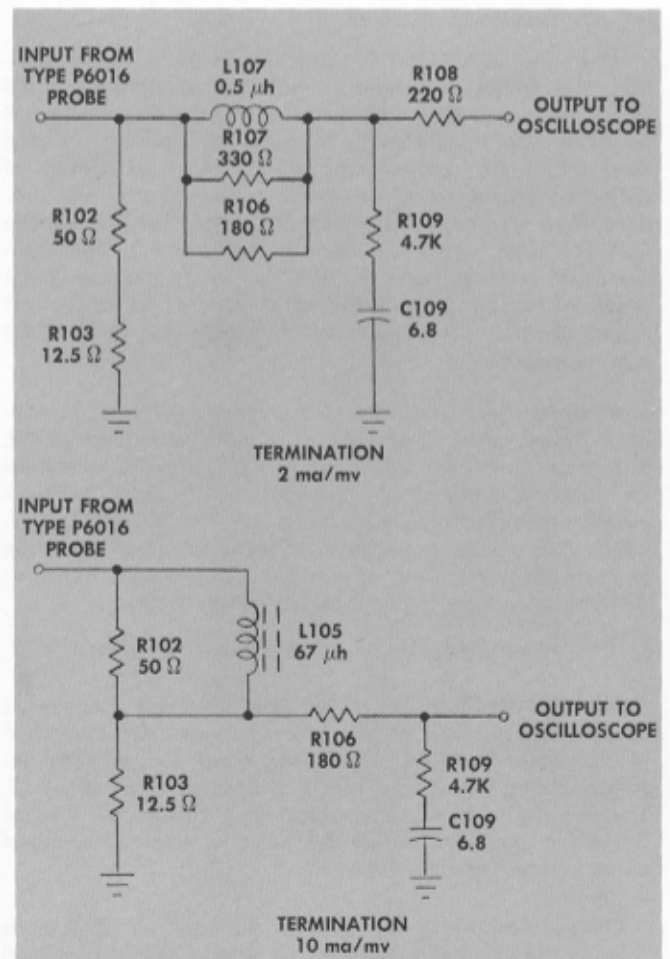 INPUT FROM
TYPE P6016
PROBE
L107
0.5 μh
R108
220 Ω
OUTPUT TO
OSCILLOSCOPE
R107
330 Ω
R106
180 Ω
R102
50 Ω
R109
4.7K
C109
6.8
R103
12.5 Ω
TERMINATION
2 ma/mv
INPUT FROM
TYPE P6016
PROBE
L105
67 μh
R102
50 Ω
OUTPUT TO
OSCILLOSCOPE
R106
180 Ω
R109
4.7K
R103
12.5 Ω
C109
6.8
TERMINATION
10 ma/mv